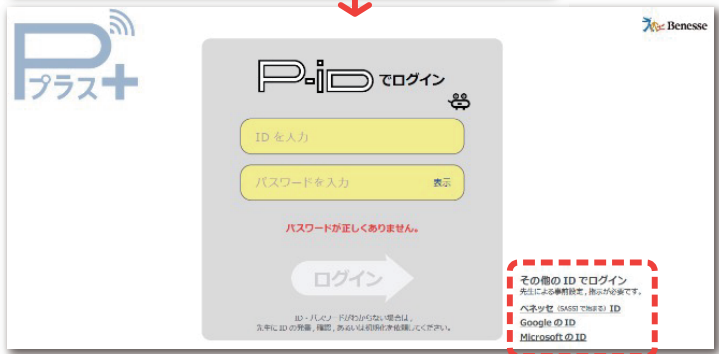 Pプラス+
Benesse
P-iD でログイン
ID を入力
パスワードを入力 表示
パスワードが正しくありません。
ログイン
ID・パスワードがわからない場合は、
先生に ID の発番，確認，あるいは初期化を依頼してください。
その他の ID でログイン
先生による事前設定，指示が必要です。
ベネッセ (SASSI で始まる) ID
Google の ID
Microsoft の ID